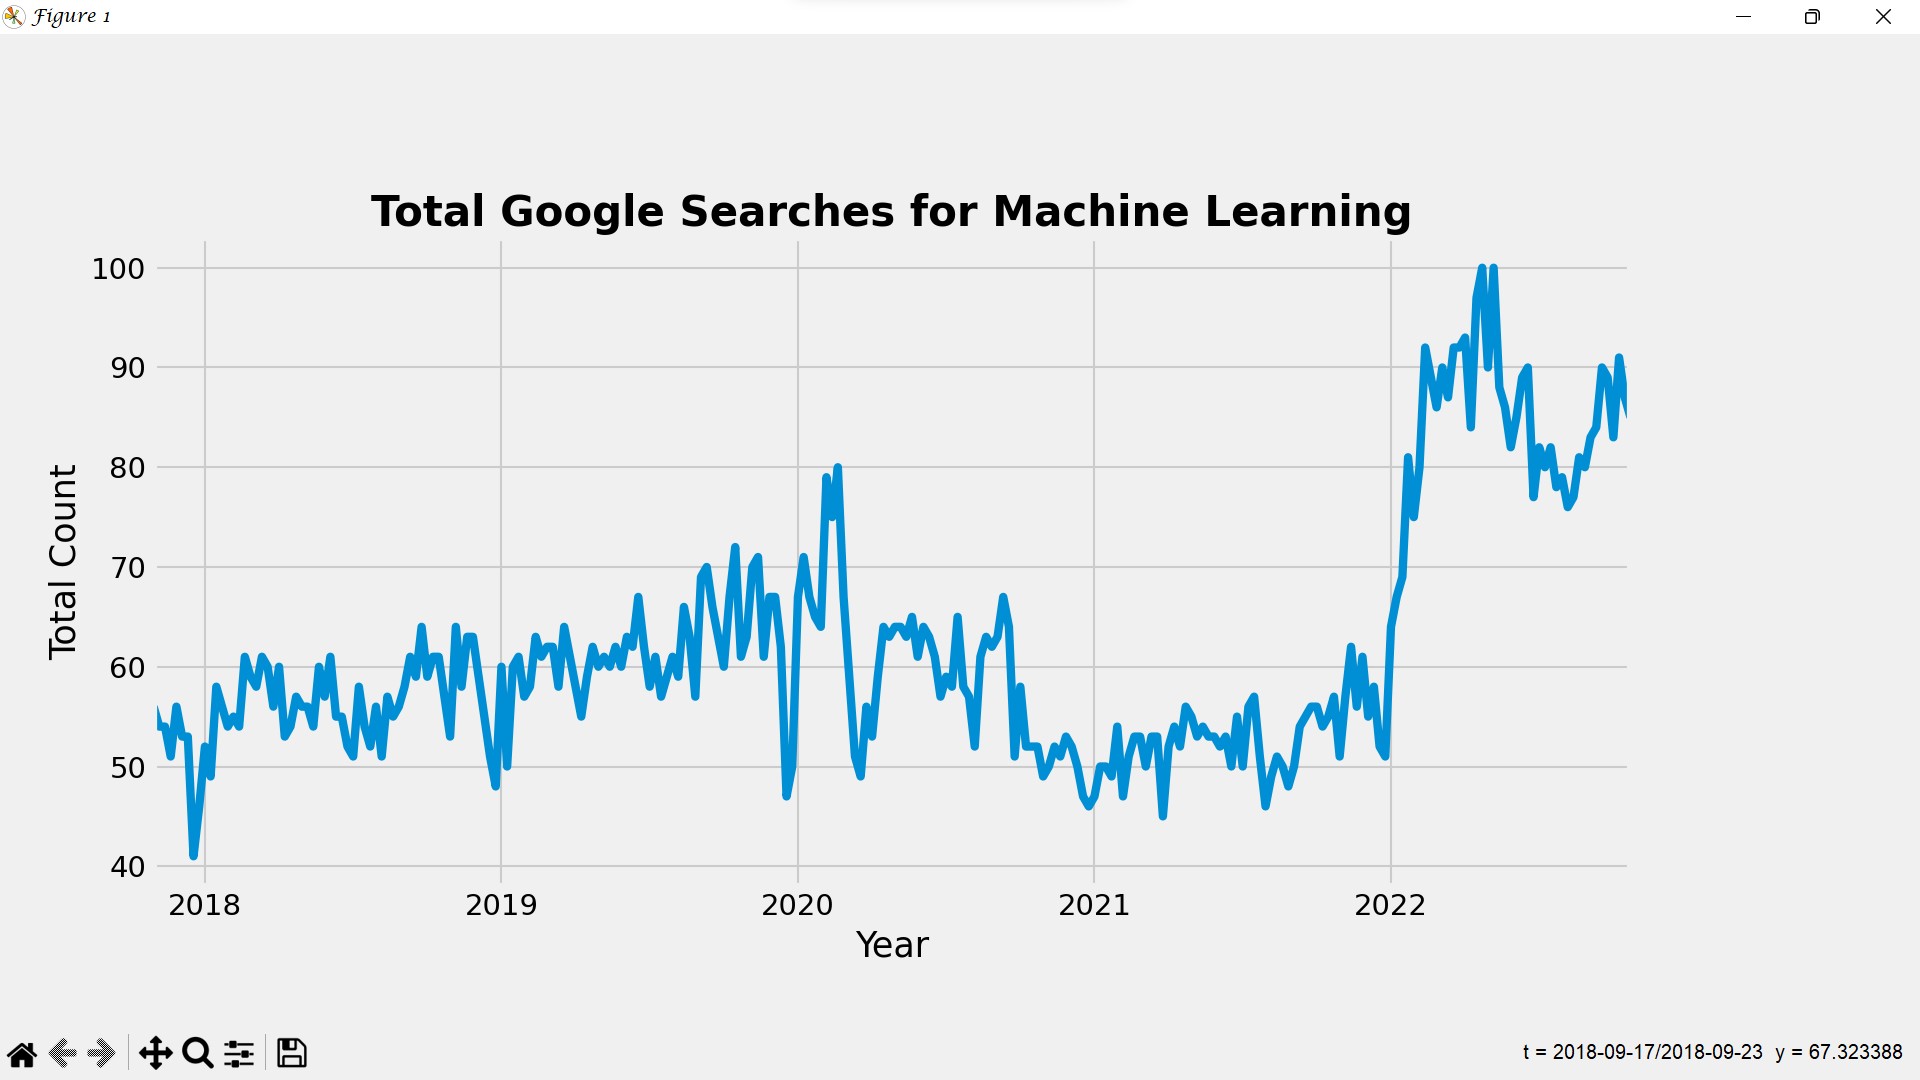 Figure 1
Total Google Searches for Machine Learning
100
90
80
70
60
50
40
Total Count
2018 2019 2020 2021 2022
Year
t = 2018-09-17/2018-09-23 y = 67.323388